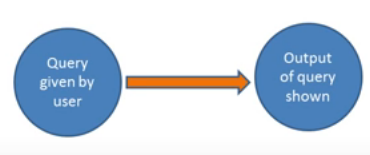 Query
given by
user
Output
of query
shown